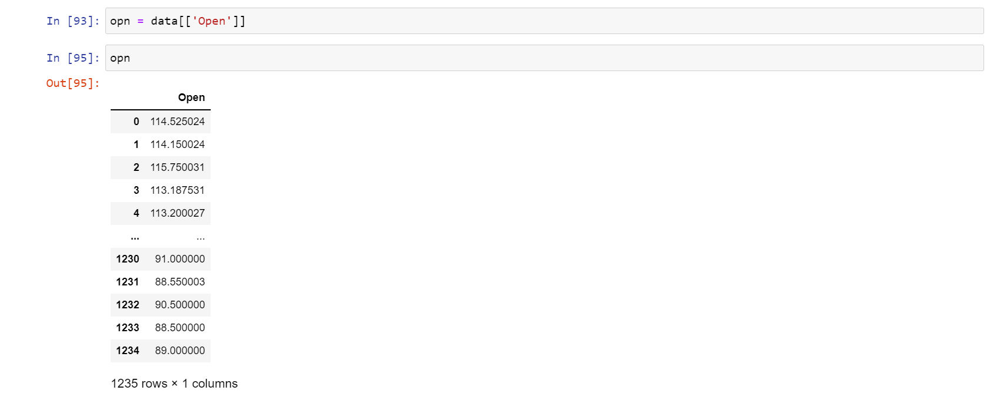 In [93]: opn = data[['Open']]
In [95]: opn
Out[95]:
Open
0 114.525024
1 114.150024
2 115.750031
3 113.187531
4 113.200027
... ...
1230 91.000000
1231 88.550003
1232 90.500000
1233 88.500000
1234 89.000000
1235 rows × 1 columns